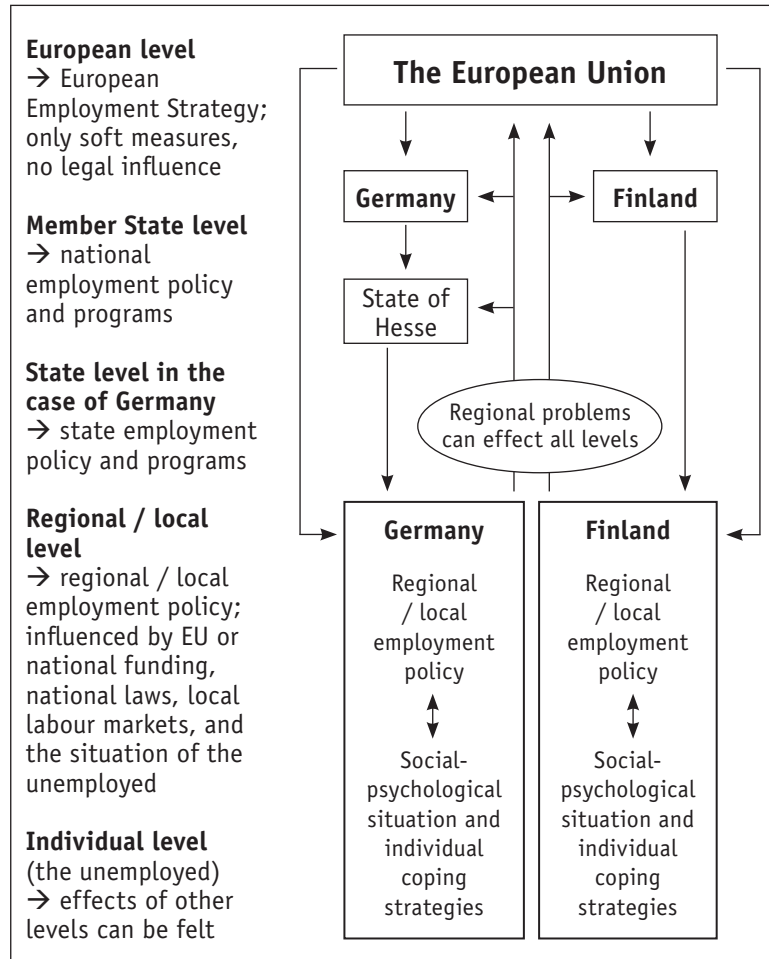 European level
→ European
Employment Strategy;
only soft measures,
no legal influence
Member State level
→ national
employment policy
and programs
State level in the
case of Germany
→ state employment
policy and programs
Regional / local
level
→ regional / local
employment policy;
influenced by EU or
national funding,
national laws, local
labour markets, and
the situation of the
unemployed
Individual level
(the unemployed)
→ effects of other
levels can be felt
The European Union
Germany
Finland
State of
Hesse
Regional problems
can effect all levels
Germany
Regional
/ local
employment
policy
Social-
psychological
situation and
individual
coping
strategies
Finland
Regional
/ local
employment
policy
Social-
psychological
situation and
individual
coping
strategies